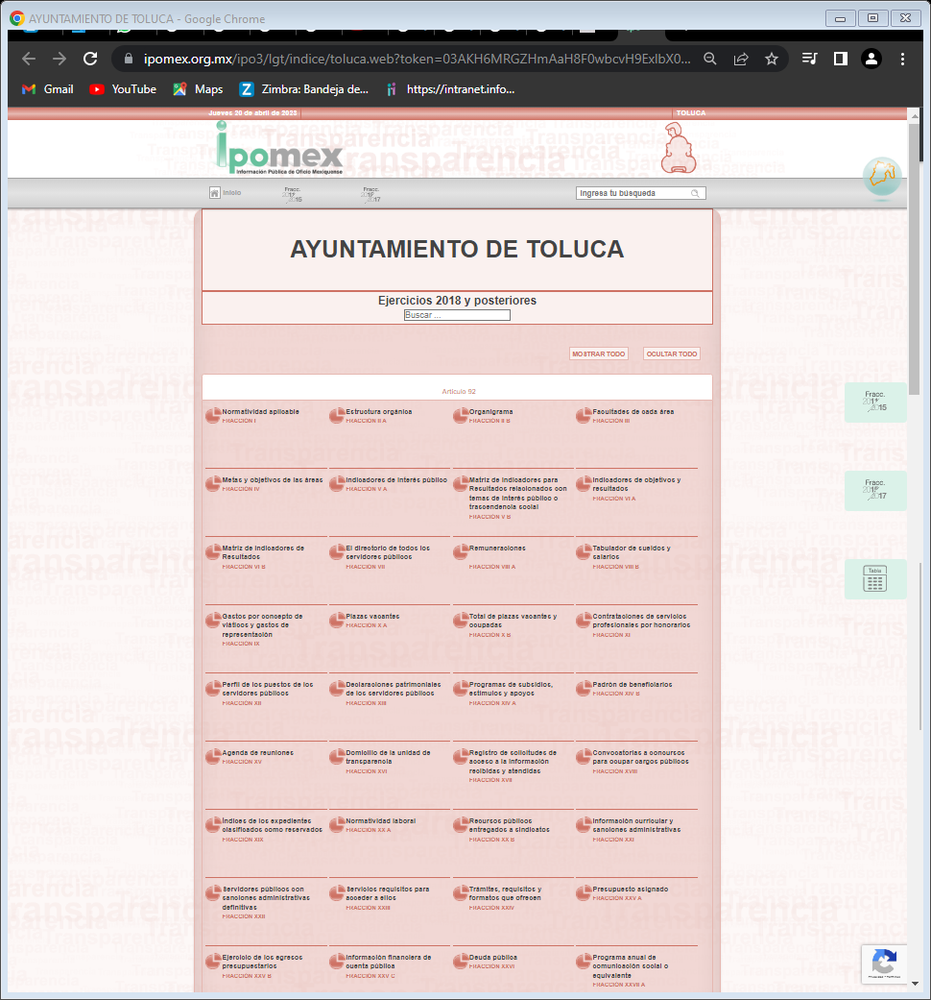 AYUNTAMIENTO DE TOLUCA - Google Chrome
ipomex.org.mx/ipo3/lgt/indice/toluca.web?token=03AKH6MRGZHmAaH8F0wbcvH9ExIbX0...
Gmail YouTube Maps Zimbra: Bandeja de... https://intranet.info...
Jueves 20 de abril de 2023 TOLUCA
Transparencia
ipomex
Información Pública de Oficio Mexiquense
Inicio Fracc. 2015 Fracc. 2017 Ingresa tu búsqueda
AYUNTAMIENTO DE TOLUCA
Ejercicios 2018 y posteriores
Buscar ...
MOSTRAR TODO OCULTAR TODO
Artículo 92
Normatividad aplicable
FRACCIÓN I
Estructura orgánica
FRACCIÓN II A
Organigrama
FRACCIÓN II B
Facultades de cada área
FRACCIÓN III
Metas y objetivos de las áreas
FRACCIÓN IV
Indicadores de interés público
FRACCIÓN V A
Matriz de Indicadores para
Resultados relacionados con
temas de interés público o
trascendencia social
FRACCIÓN V B
Indicadores de objetivos y
resultados
FRACCIÓN VI A
Matriz de Indicadores de
Resultados
FRACCIÓN VI B
El directorio de todos los
servidores públicos
FRACCIÓN VII
Remuneraciones
FRACCIÓN VIII A
Tabulador de sueldos y
salarios
FRACCIÓN VIII B
Gastos por concepto de
viáticos y gastos de
representación
FRACCIÓN IX
Plazas vacantes
FRACCIÓN X A
Total de plazas vacantes y
ocupadas
FRACCIÓN X B
Contrataciones de servicios
profesionales por honorarios
FRACCIÓN XI
Perfil de los puestos de los
servidores públicos
FRACCIÓN XII
Declaraciones patrimoniales
de los servidores públicos
FRACCIÓN XIII
Programas de subsidios,
estímulos y apoyos
FRACCIÓN XIV A
Padrón de beneficiarios
FRACCIÓN XIV B
Agenda de reuniones
FRACCIÓN XV
Domicilio de la unidad de
transparencia
FRACCIÓN XVI
Registro de solicitudes de
acceso a la información
recibidas y atendidas
FRACCIÓN XVII
Convocatorias a concursos
para ocupar cargos públicos
FRACCIÓN XVIII
Índices de los expedientes
clasificados como reservados
FRACCIÓN XIX
Normatividad laboral
FRACCIÓN XX A
Recursos públicos
entregados a sindicatos
FRACCIÓN XX B
Información curricular y
sanciones administrativas
FRACCIÓN XXI
Servidores públicos con
sanciones administrativas
definitivas
FRACCIÓN XXII
Servicios requisitos para
acceder a ellos
FRACCIÓN XXIII
Trámites, requisitos y
formatos que ofrecen
FRACCIÓN XXIV
Presupuesto asignado
FRACCIÓN XXV A
Ejercicio de los egresos
presupuestarios
FRACCIÓN XXV B
Información financiera de
cuenta pública
FRACCIÓN XXV C
Deuda pública
FRACCIÓN XXVI
Programa anual de
comunicación social o
equivalente
FRACCIÓN XXVII A
Fracc.
2015
Fracc.
2017
Tabla